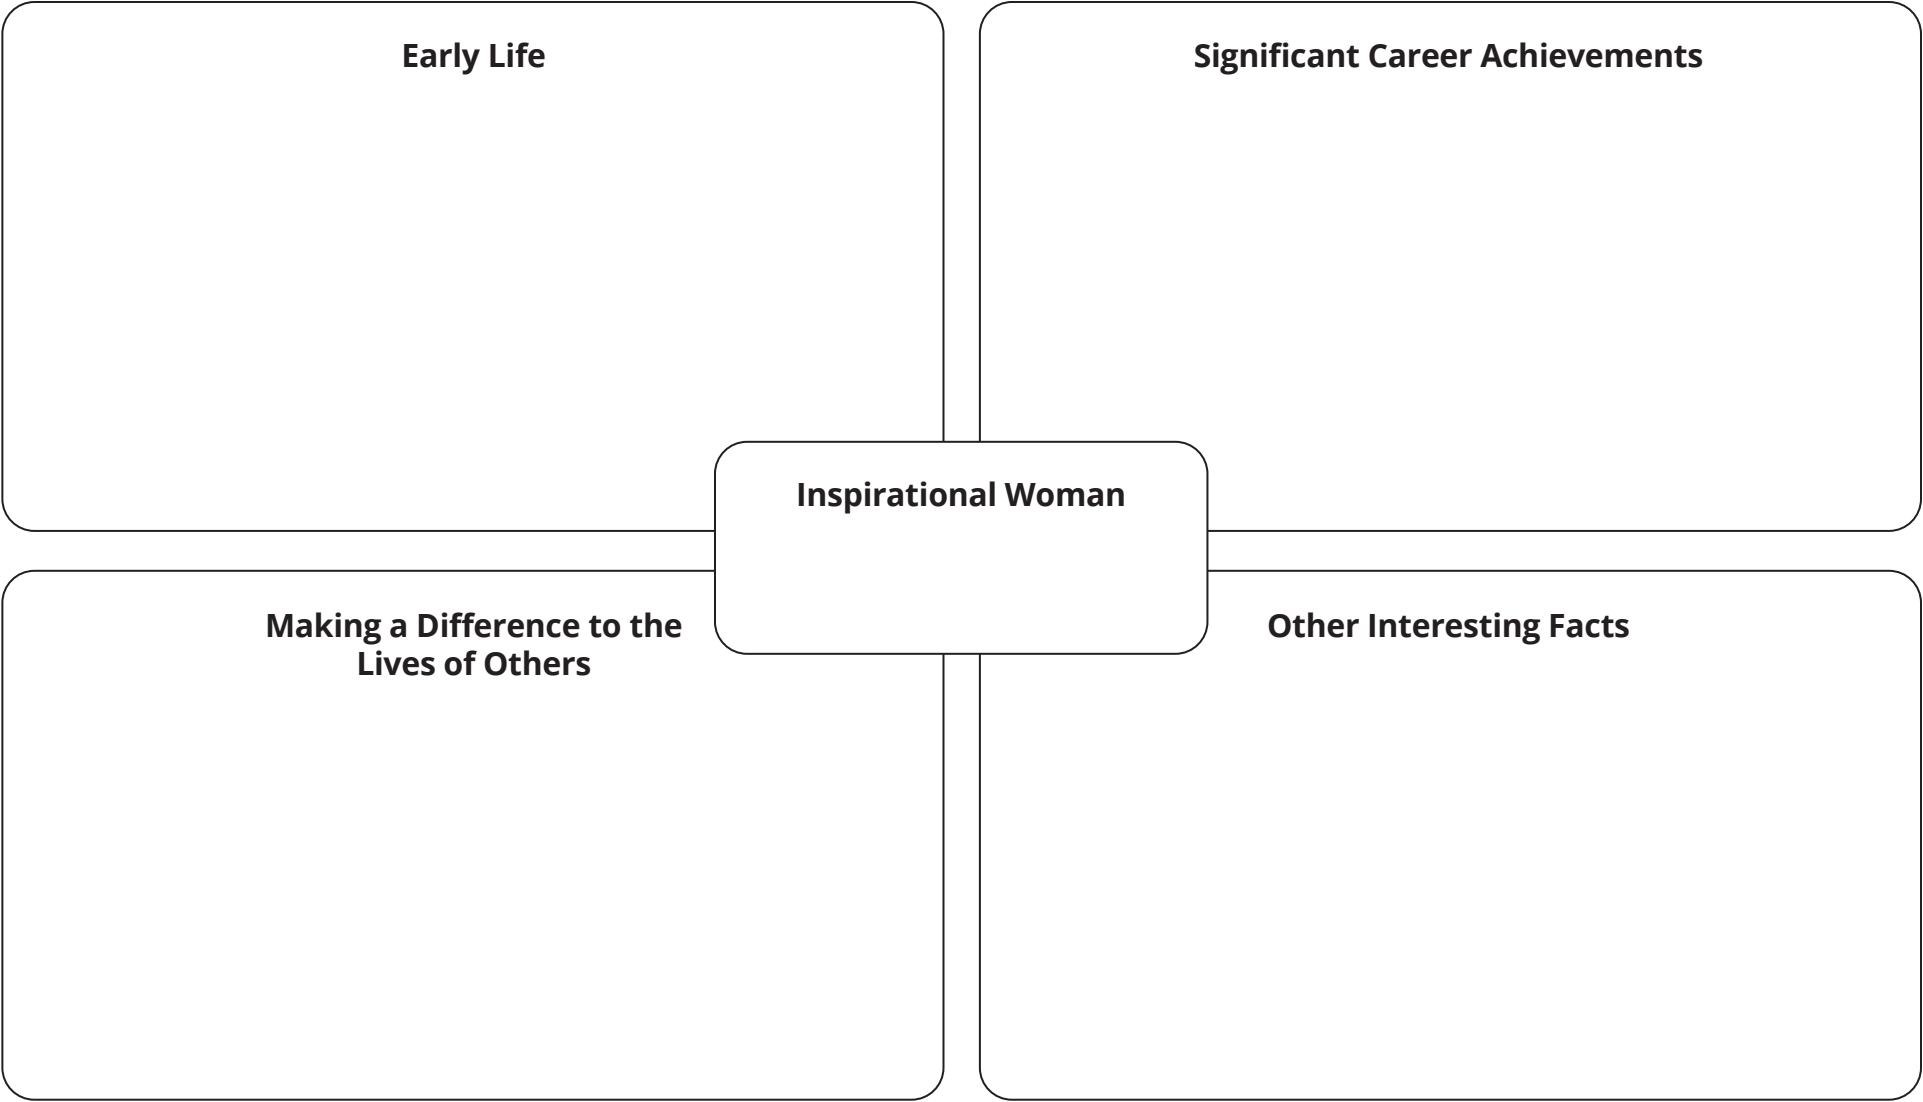 Early Life
Significant Career Achievements
Inspirational Woman
Making a Difference to the
Lives of Others
Other Interesting Facts